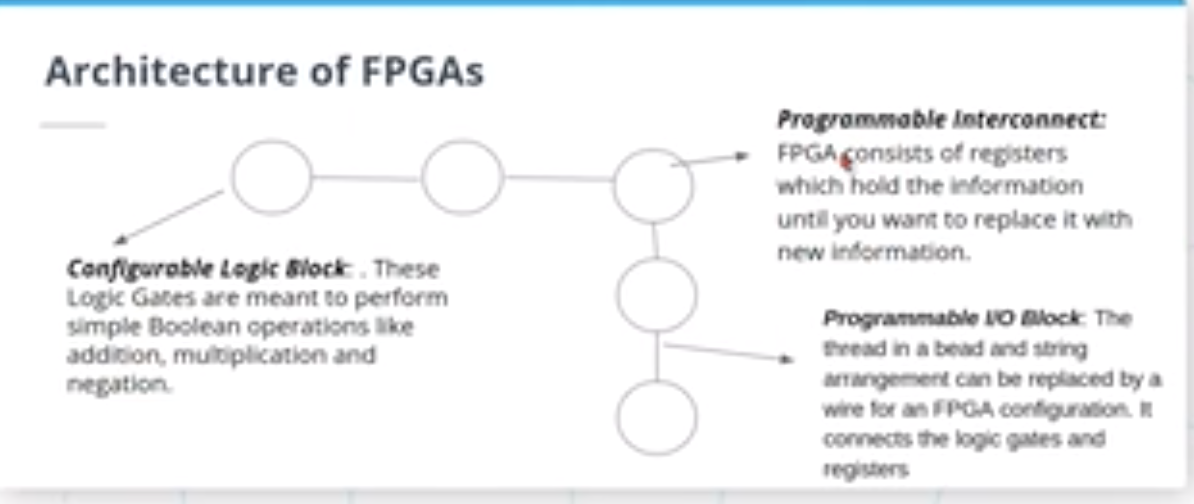 Architecture of FPGAs
Programmable Interconnect:
FPGA consists of registers
which hold the information
until you want to replace it with
new information.
Configurable Logic Block: . These
Logic Gates are meant to perform
simple Boolean operations like
addition, multiplication and
negation.
Programmable I/O Block: The
thread in a bead and string
arrangement can be replaced by a
wire for an FPGA configuration. It
connects the logic gates and
registers